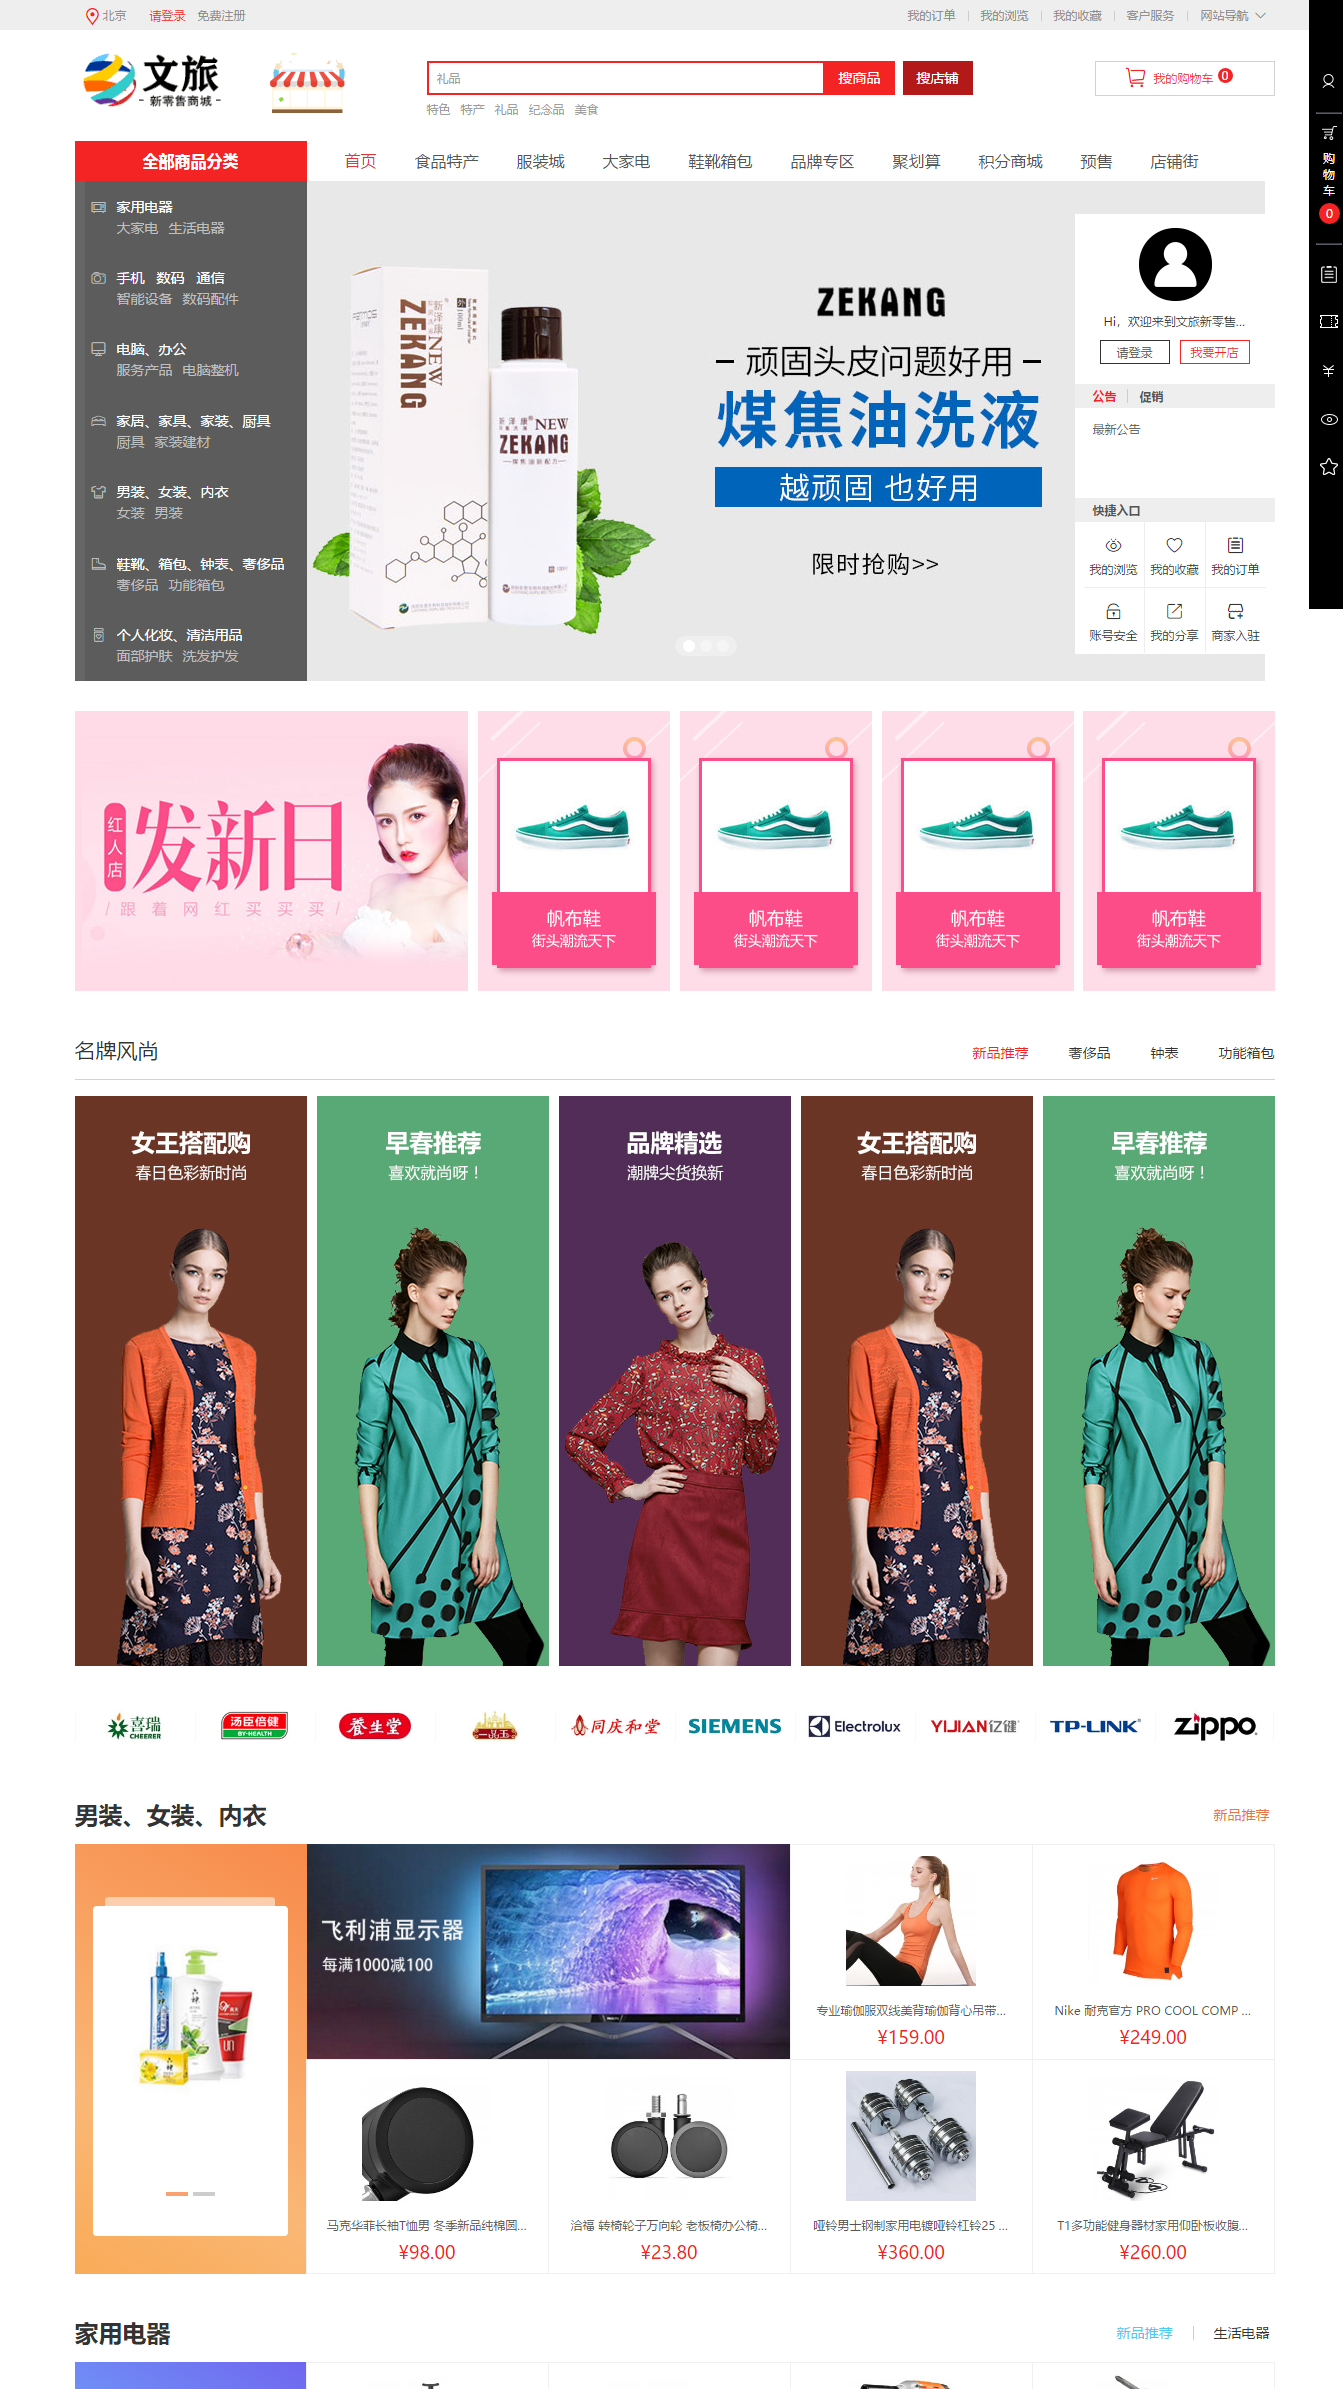 北京 请登录 免费注册 我的订单 我的浏览 我的收藏 客户服务 网站导航
文旅
- 新零售商城 -
礼品 搜商品 搜店铺
特色 特产 礼品 纪念品 美食
我的购物车 0
购物车
0
全部商品分类 首页 食品特产 服装城 大家电 鞋靴箱包 品牌专区 聚划算 积分商城 预售 店铺街
家用电器
大家电 生活电器
手机 数码 通信
智能设备 数码配件
电脑、办公
服务产品 电脑整机
家居、家具、家装、厨具
厨具 家装建材
男装、女装、内衣
女装 男装
鞋靴、箱包、钟表、奢侈品
奢侈品 功能箱包
个人化妆、清洁用品
面部护肤 洗发护发
新泽康 NEW
ZEKANG
新泽康 NEW
ZEKANG
ZEKANG
顽固头皮问题好用
煤焦油洗液
越顽固 也好用
限时抢购>>
Hi，欢迎来到文旅新零售...
请登录 我要开店
公告 促销
最新公告
快捷入口
我的浏览 我的收藏 我的订单
账号安全 我的分享 商家入驻
红人店
发新日
/ 跟着网红买买买 /
帆布鞋
街头潮流天下
帆布鞋
街头潮流天下
帆布鞋
街头潮流天下
帆布鞋
街头潮流天下
名牌风尚 新品推荐 奢侈品 钟表 功能箱包
女王搭配购
春日色彩新时尚
早春推荐
喜欢就尚呀！
品牌精选
潮牌尖货换新
女王搭配购
春日色彩新时尚
早春推荐
喜欢就尚呀！
喜瑞
CHEERER
汤臣倍健
BY-HEALTH
养生堂
一品玉
同庆和堂
SIEMENS
Electrolux
YIJIAN亿健
TP-LINK
zippo
男装、女装、内衣 新品推荐
飞利浦显示器
每满1000减100
专业瑜伽服双线美背瑜伽背心吊带...
¥159.00
Nike 耐克官方 PRO COOL COMP ...
¥249.00
马克华菲长袖T恤男 冬季新品纯棉圆...
¥98.00
洽福 转椅轮子万向轮 老板椅办公椅...
¥23.80
哑铃男士钢制家用电镀哑铃杠铃25 ...
¥360.00
T1多功能健身器材家用仰卧板收腹...
¥260.00
家用电器 新品推荐 生活电器